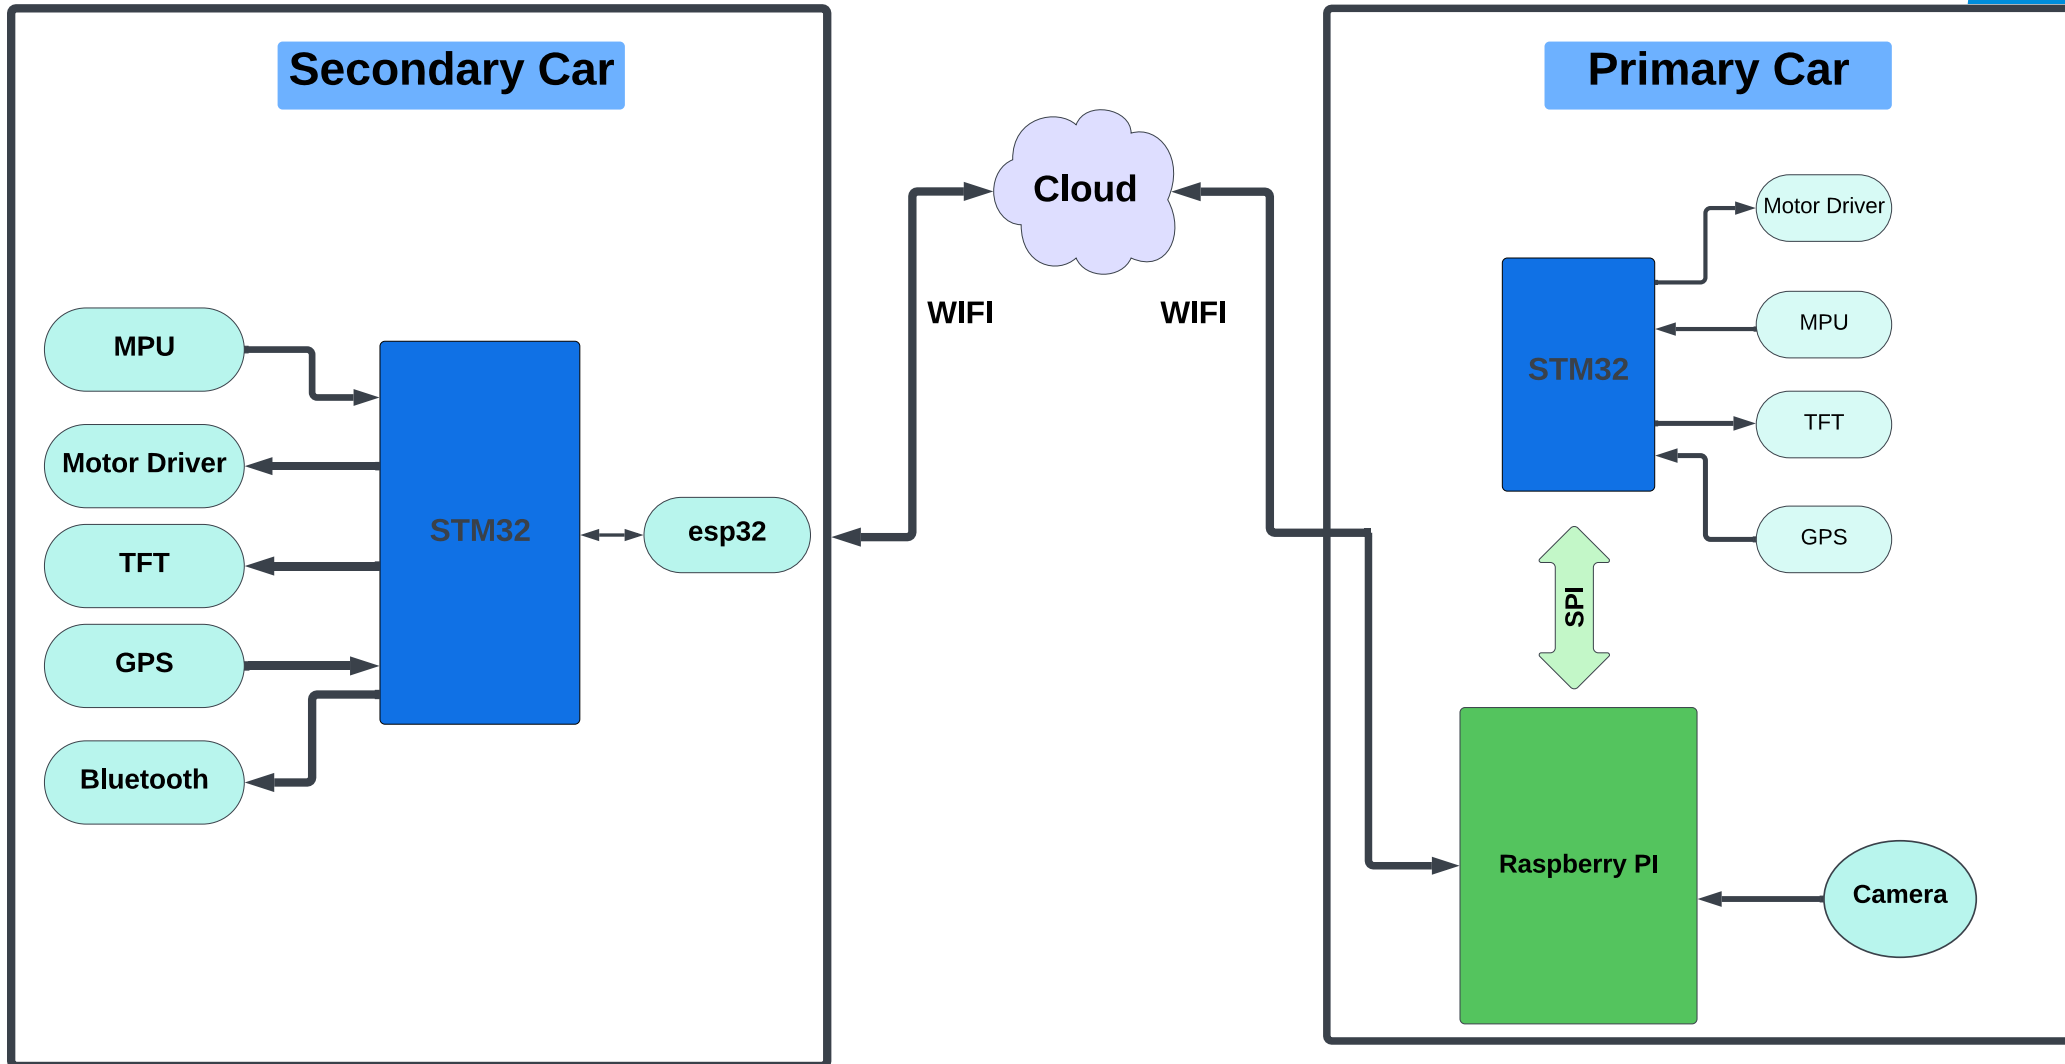 Secondary Car
Primary Car
Cloud
WIFI
WIFI
MPU
Motor Driver
TFT
GPS
Bluetooth
STM32
esp32
Motor Driver
MPU
TFT
GPS
STM32
SPI
Raspberry PI
Camera